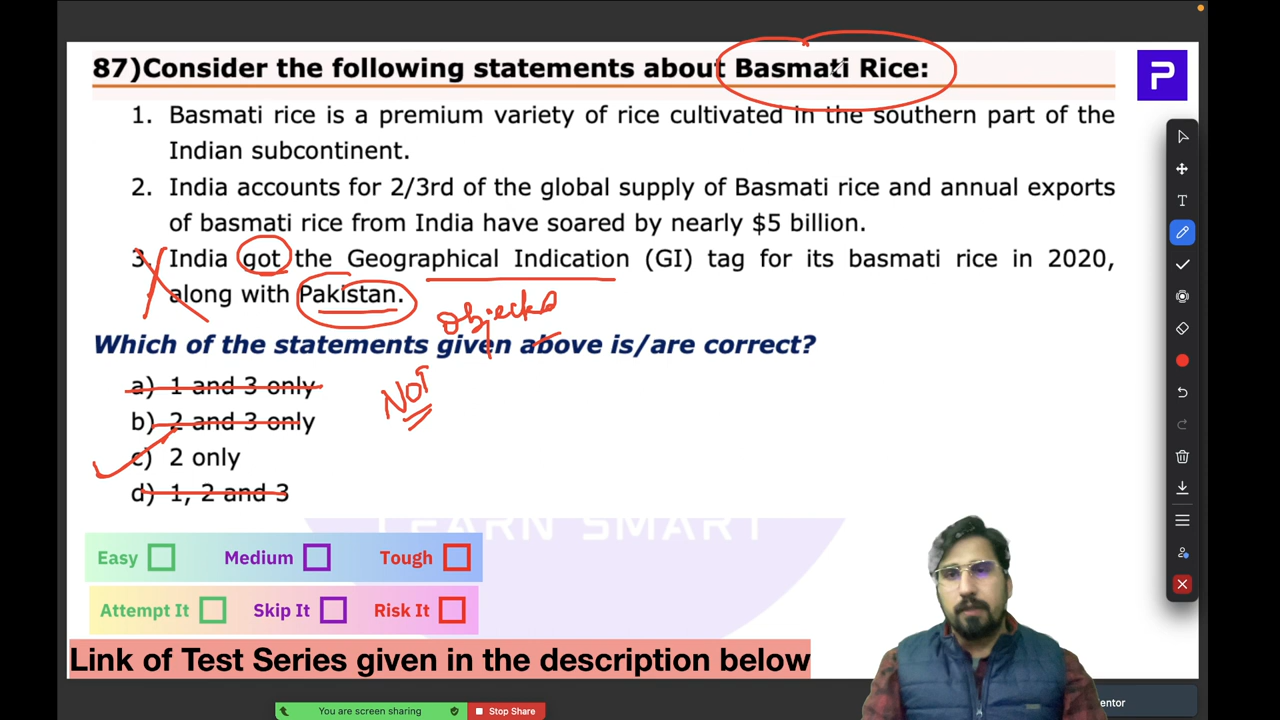 87)Consider the following statements about Basmati Rice:
P
1. Basmati rice is a premium variety of rice cultivated in the southern part of the
Indian subcontinent.
2. India accounts for 2/3rd of the global supply of Basmati rice and annual exports
of basmati rice from India have soared by nearly $5 billion.
3. India got the Geographical Indication (GI) tag for its basmati rice in 2020,
along with Pakistan.
Which of the statements given above is/are correct?
a) 1 and 3 only
NOT
b) 2 and 3 only
c) 2 only
d) 1, 2 and 3
LEARN SMART
Easy Medium Tough
Attempt It Skip It Risk It
Link of Test Series given in the description below
You are screen sharing Stop Share
T